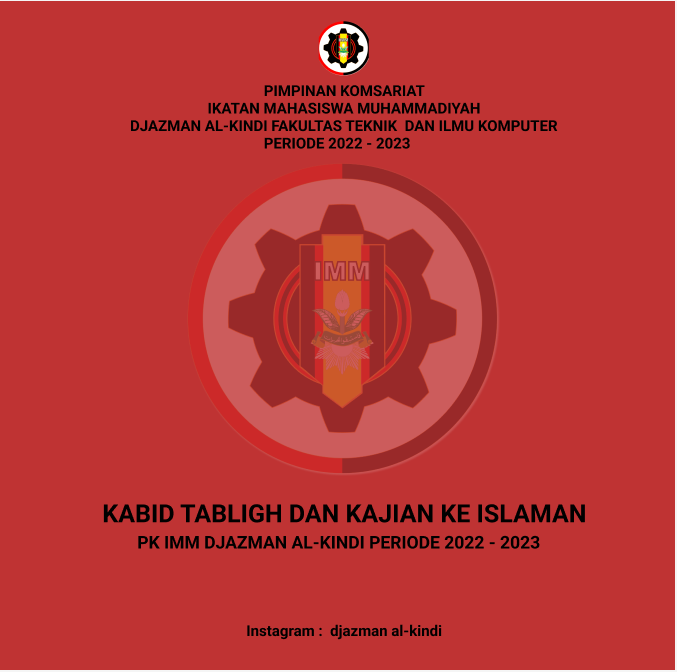 PIMPINAN KOMSARIAT
IKATAN MAHASISWA MUHAMMADIYAH
DJAZMAN AL-KINDI FAKULTAS TEKNIK DAN ILMU KOMPUTER
PERIODE 2022 - 2023
IMM
KABID TABLIGH DAN KAJIAN KE ISLAMAN
PK IMM DJAZMAN AL-KINDI PERIODE 2022 - 2023
Instagram : djazman al-kindi